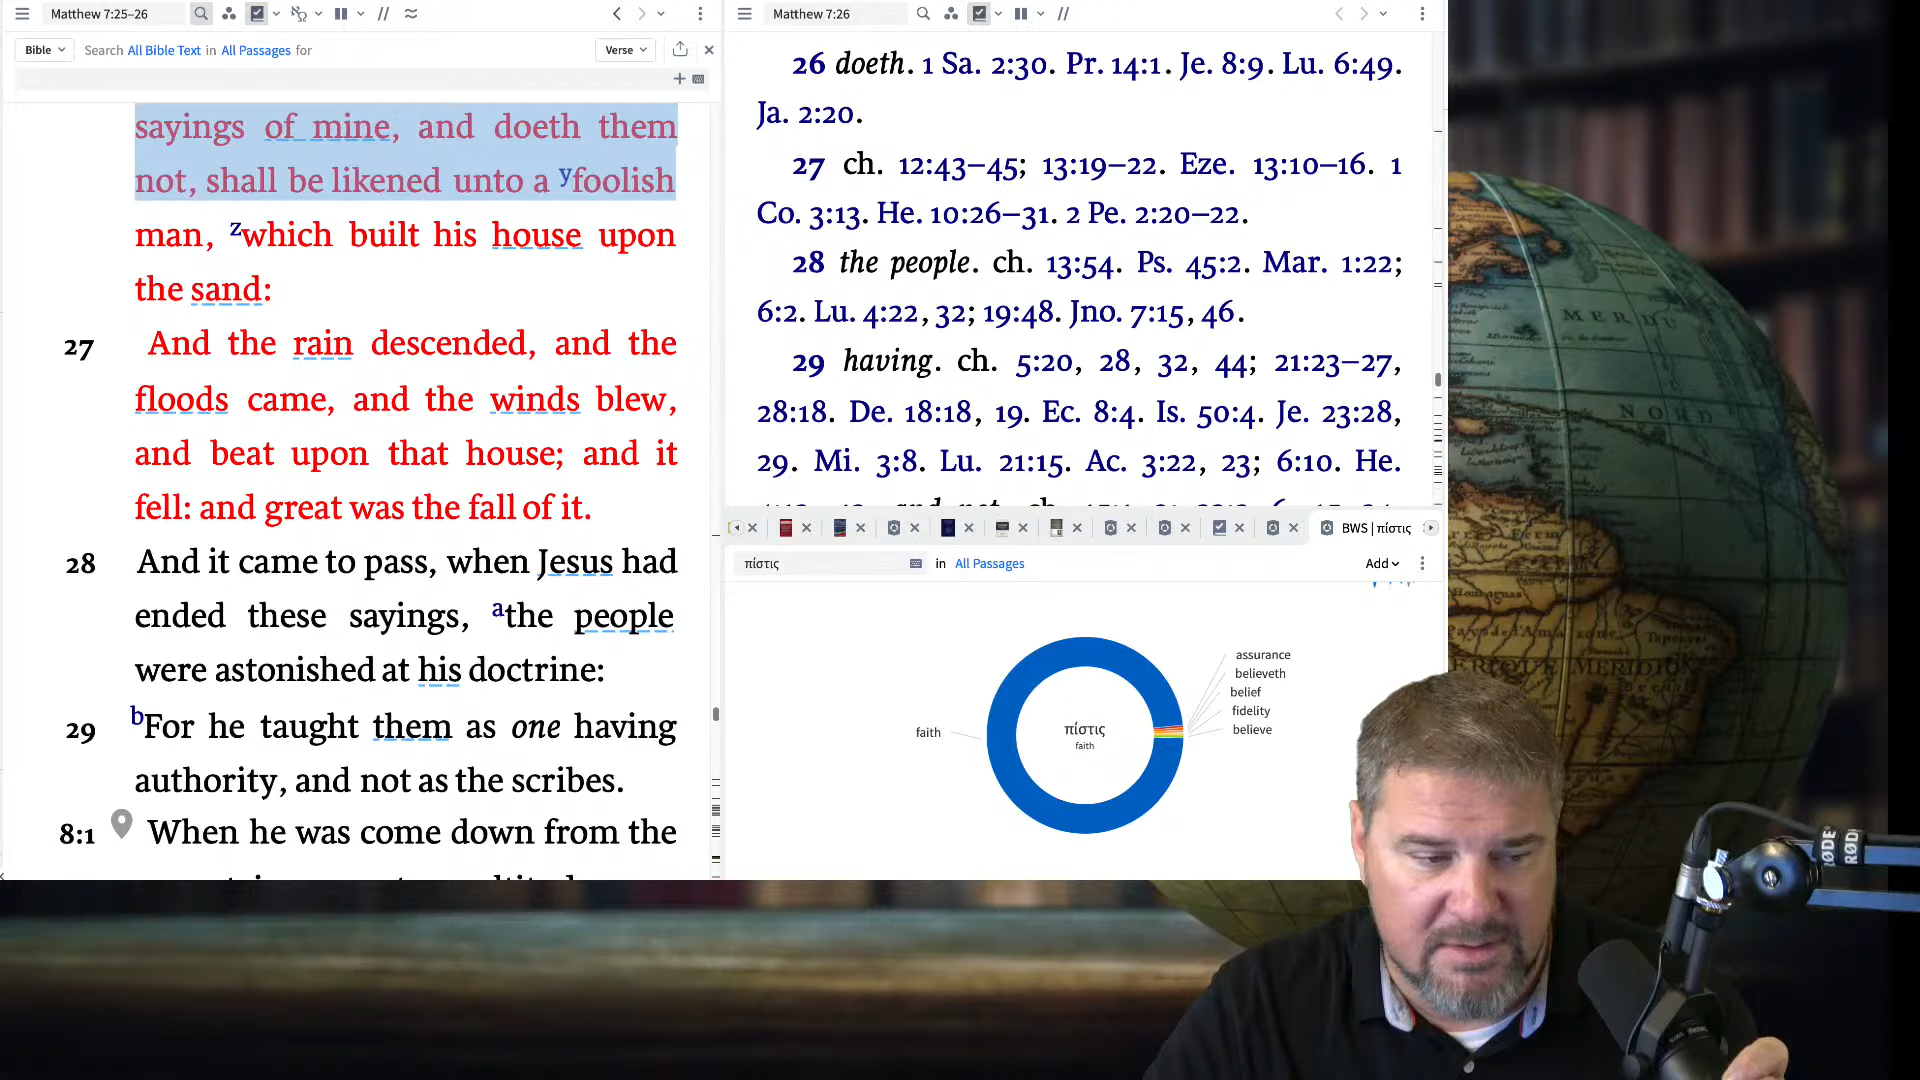 Matthew 7:25–26
Bible
Search All Bible Text in All Passages for
Verse
sayings of mine, and doeth them
not, shall be likened unto a yfoolish
man, zwhich built his house upon
the sand:
27 And the rain descended, and the
floods came, and the winds blew,
and beat upon that house; and it
fell: and great was the fall of it.
28 And it came to pass, when Jesus had
ended these sayings, athe people
were astonished at his doctrine:
29 bFor he taught them as one having
authority, and not as the scribes.
8:1 When he was come down from the
Matthew 7:26
26 doeth. 1 Sa. 2:30. Pr. 14:1. Je. 8:9. Lu. 6:49.
Ja. 2:20.
27 ch. 12:43–45; 13:19–22. Eze. 13:10–16. 1
Co. 3:13. He. 10:26–31. 2 Pe. 2:20–22.
28 the people. ch. 13:54. Ps. 45:2. Mar. 1:22;
6:2. Lu. 4:22, 32; 19:48. Jno. 7:15, 46.
29 having. ch. 5:20, 28, 32, 44; 21:23–27,
28:18. De. 18:18, 19. Ec. 8:4. Is. 50:4. Je. 23:28,
29. Mi. 3:8. Lu. 21:15. Ac. 3:22, 23; 6:10. He.
BWS | πίστις
πίστις in All Passages
Add
assurance
believeth
belief
fidelity
believe
faith
πίστις
faith
MERDU
NORD
RØDE
RØDE